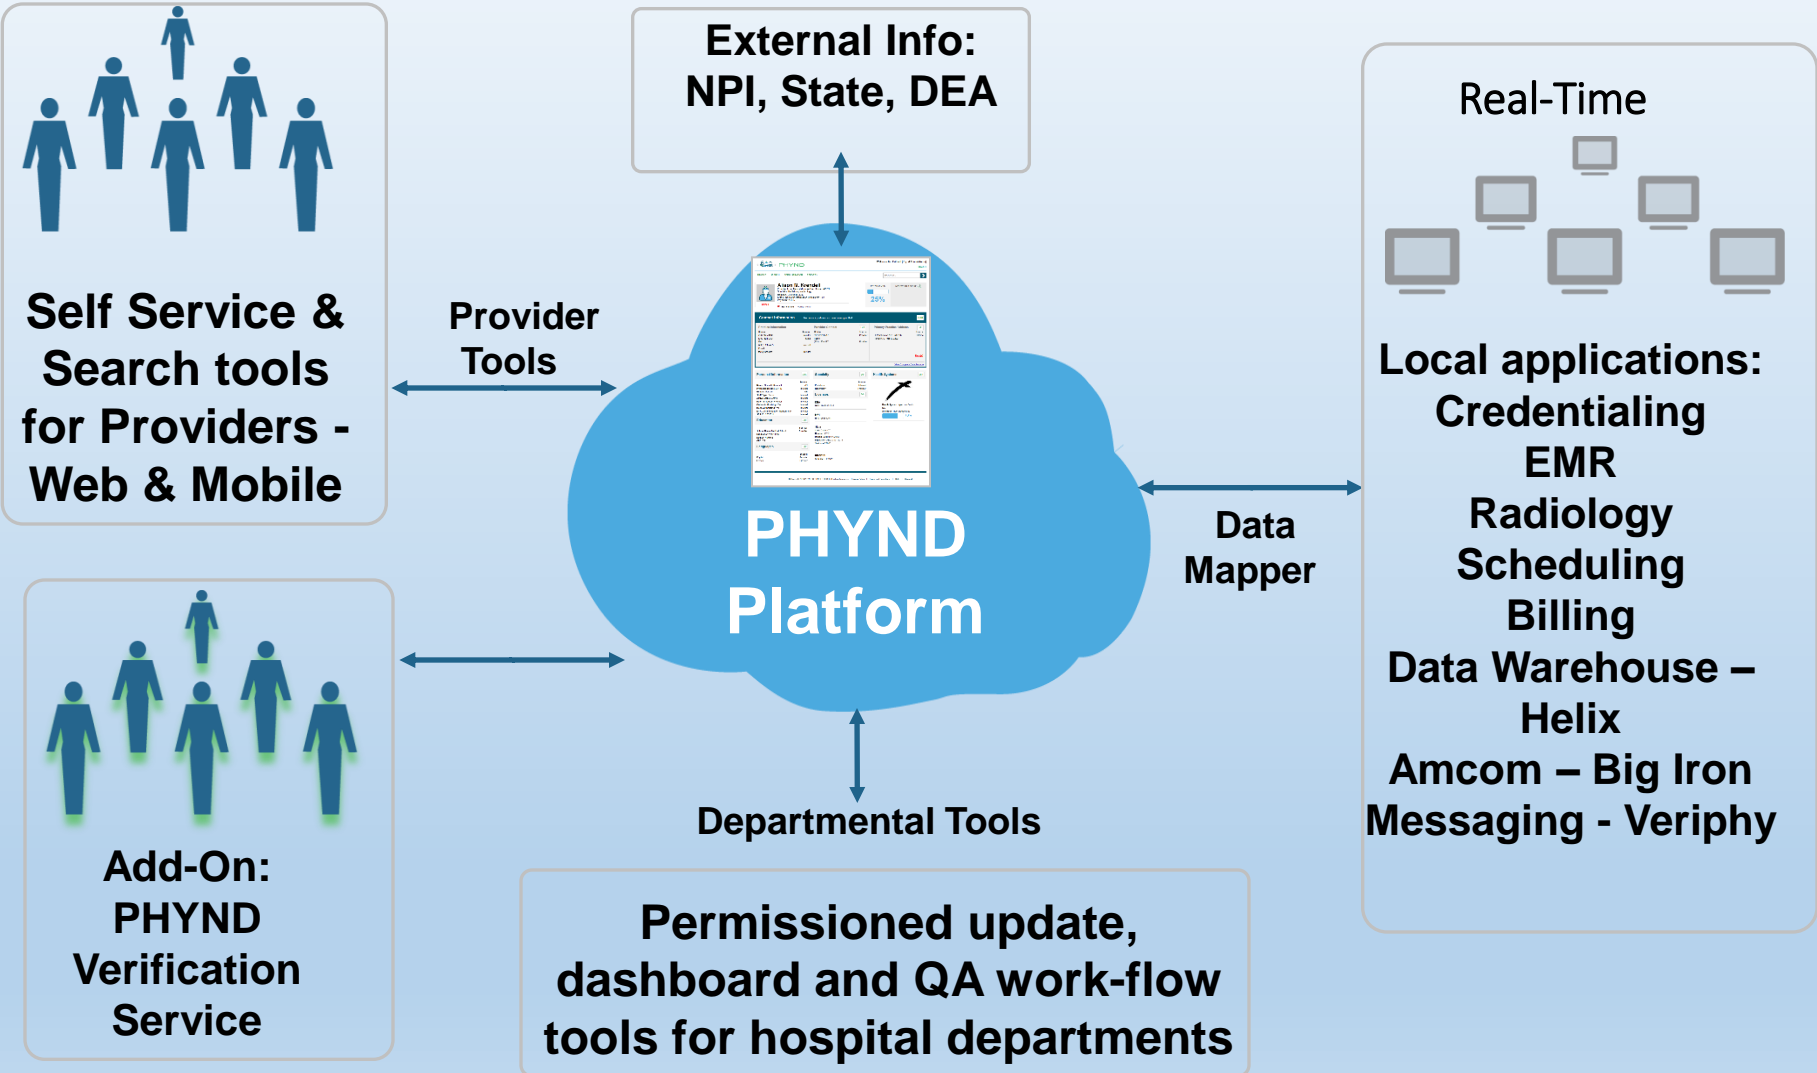 External Info:
NPI, State, DEA
Real-Time
Self Service &
Search tools
for Providers -
Web & Mobile
Provider
Tools
PHYND
25%
PHYND
Platform
Data
Mapper
Local applications:
Credentialing
EMR
Radiology
Scheduling
Billing
Data Warehouse –
Helix
Amcom – Big Iron
Messaging - Veriphy
Departmental Tools
Add-On:
PHYND
Verification
Service
Permissioned update,
dashboard and QA work-flow
tools for hospital departments